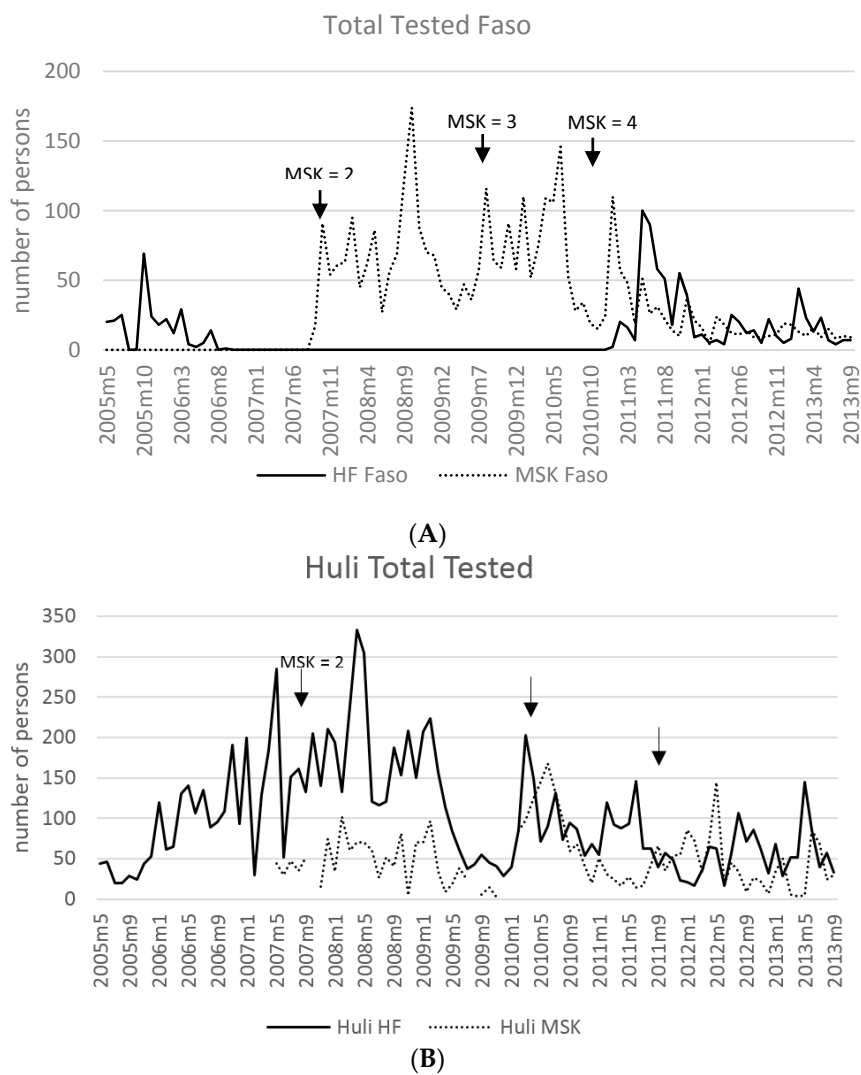 Total Tested Faso
number of persons
200
150
100
50
0
MSK = 2
MSK = 3
MSK = 4
2005m5
2005m10
2006m3
2006m8
2007m1
2007m6
2007m11
2008m4
2008m9
2009m2
2009m7
2009m12
2010m5
2010m10
2011m3
2011m8
2012m1
2012m6
2012m11
2013m4
2013m9
HF Faso
MSK Faso
(A)
Huli Total Tested
number of persons
350
300
250
200
150
100
50
0
MSK = 2
2005m5
2005m9
2006m1
2006m5
2006m9
2007m1
2007m5
2007m9
2008m1
2008m5
2008m9
2009m1
2009m5
2009m9
2010m1
2010m5
2010m9
2011m1
2011m5
2011m9
2012m1
2012m5
2012m9
2013m1
2013m5
2013m9
Huli HF
Huli MSK
(B)